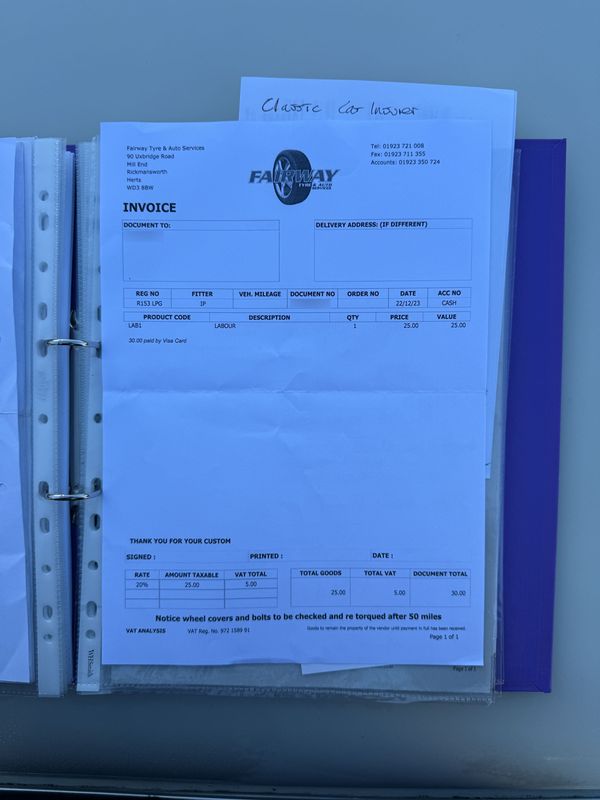 Classic Car Insurer
Fairway Tyre & Auto Services
90 Uxbridge Road
Mill End
Rickmansworth
Herts
WD3 8BW
FAIRWAY
TYRE & AUTO
SERVICES
Tel: 01923 721 008
Fax: 01923 711 355
Accounts: 01923 350 724
INVOICE
DOCUMENT TO:
DELIVERY ADDRESS: (IF DIFFERENT)
REG NO FITTER VEH. MILEAGE DOCUMENT NO ORDER NO DATE ACC NO
R153 LPG IP 22/12/23 CASH
PRODUCT CODE DESCRIPTION QTY PRICE VALUE
LAB1 LABOUR 1 25.00 25.00
30.00 paid by Visa Card
THANK YOU FOR YOUR CUSTOM
SIGNED : PRINTED : DATE :
RATE AMOUNT TAXABLE VAT TOTAL
20% 25.00 5.00
TOTAL GOODS TOTAL VAT DOCUMENT TOTAL
25.00 5.00 30.00
Notice wheel covers and bolts to be checked and re torqued after 50 miles
VAT ANALYSIS VAT Reg. No. 972 1589 91
Goods to remain the property of the vendor until payment in full has been received.
Page 1 of 1
Page 1 of 1
WHSmith